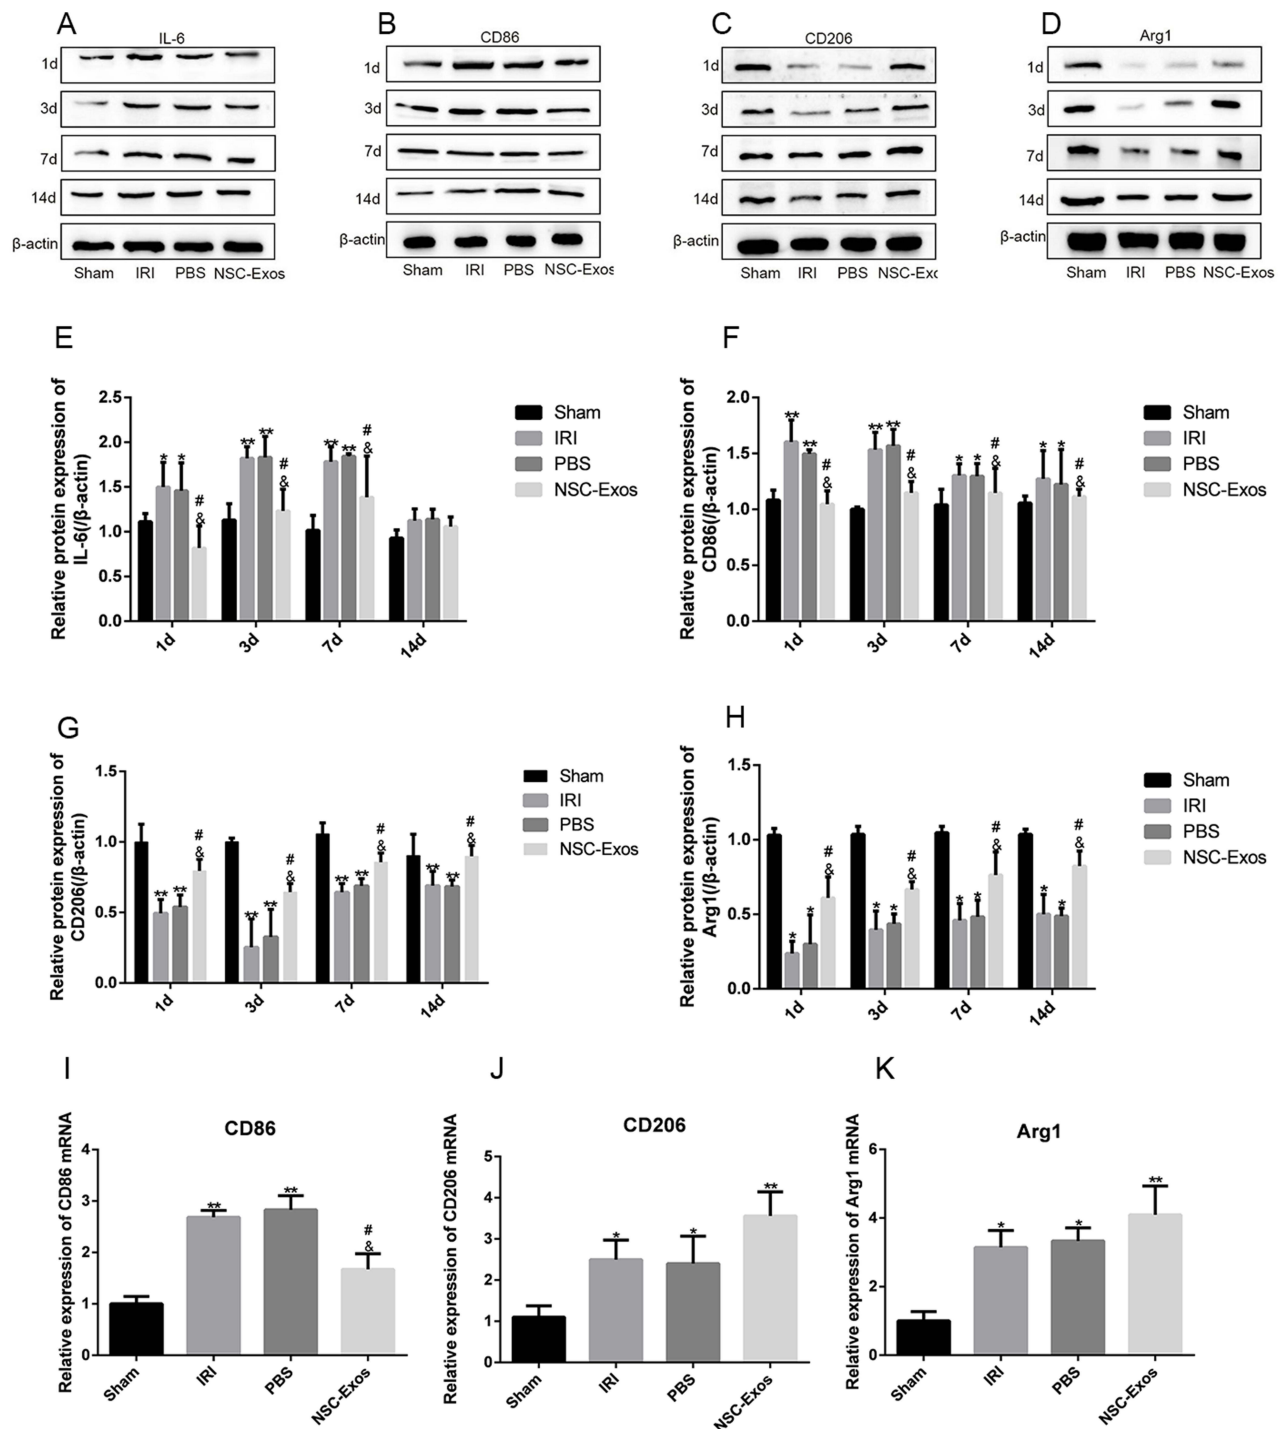 A
B
C
D
IL-6
CD86
CD206
Arg1
1d
3d
7d
14d
β-actin
Sham IRI PBS NSC-Exos
1d
3d
7d
14d
β-actin
Sham IRI PBS NSC-Exos
1d
3d
7d
14d
β-actin
Sham IRI PBS NSC-Exo
1d
3d
7d
14d
β-actin
Sham IRI PBS NSC-Exos
E
Relative protein expression of
IL-6(/β-actin)
2.5
2.0
1.5
1.0
0.5
0.0
* * # &
** ** # &
** ** # &
1d 3d 7d 14d
Sham
IRI
PBS
NSC-Exos
F
Relative protein expression of
CD86(/β-actin)
2.0
1.5
1.0
0.5
0.0
** ** # &
** ** # &
* * # &
* * # &
1d 3d 7d 14d
Sham
IRI
PBS
NSC-Exos
G
Relative protein expression of
CD206(/β-actin)
1.5
1.0
0.5
0.0
** ** # &
** ** # &
** ** # &
** ** # &
1d 3d 7d 14d
Sham
IRI
PBS
NSC-Exos
H
Relative protein expression of
Arg1(/β-actin)
1.5
1.0
0.5
0.0
* * # &
* * # &
* * # &
* * # &
1d 3d 7d 14d
Sham
IRI
PBS
NSC-Exos
I
CD86
Relative expression of CD86 mRNA
4
3
2
1
0
** ** # &
Sham IRI PBS NSC-Exos
J
CD206
Relative expression of CD206 mRNA
5
4
3
2
1
0
* * **
Sham IRI PBS NSC-Exos
K
Arg1
Relative expression of Arg1 mRNA
6
4
2
0
* * **
Sham IRI PBS NSC-Exos